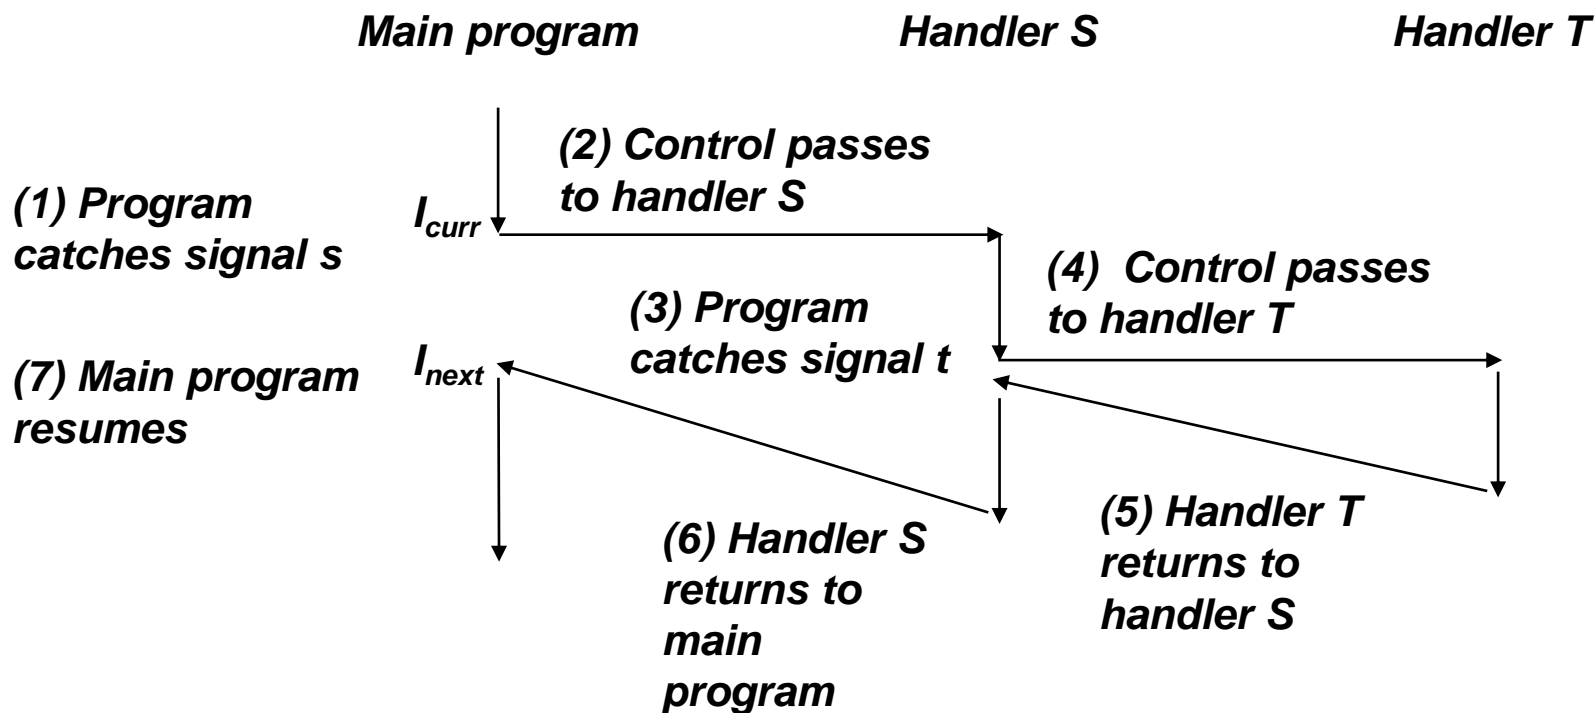 Main program
Handler S
Handler T
(2) Control passes
to handler S
(1) Program
catches signal s
Icurr
(4) Control passes
to handler T
(3) Program
catches signal t
(7) Main program
resumes
Inext
(5) Handler T
returns to
handler S
(6) Handler S
returns to
main
program